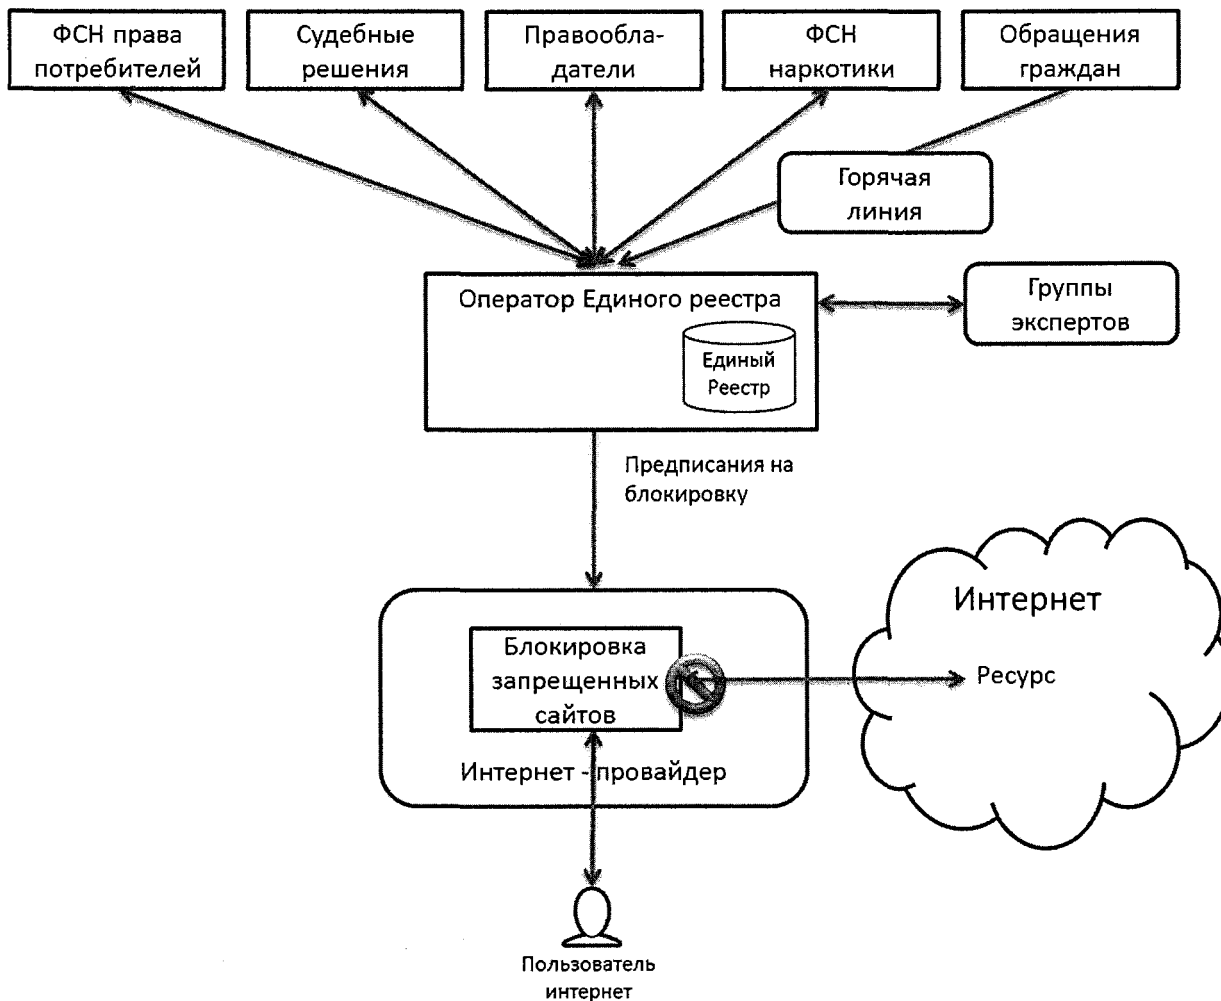 ФСН права
потребителей
Судебные
решения
Правообла-
датели
ФСН
наркотики
Обращения
граждан
Горячая
линия
Оператор Единого реестра
Группы
экспертов
Единый
Реестр
Предписания на
блокировку
Интернет
Ресурс
Блокировка
запрещенных
сайтов
Интернет - провайдер
Пользователь
интернет